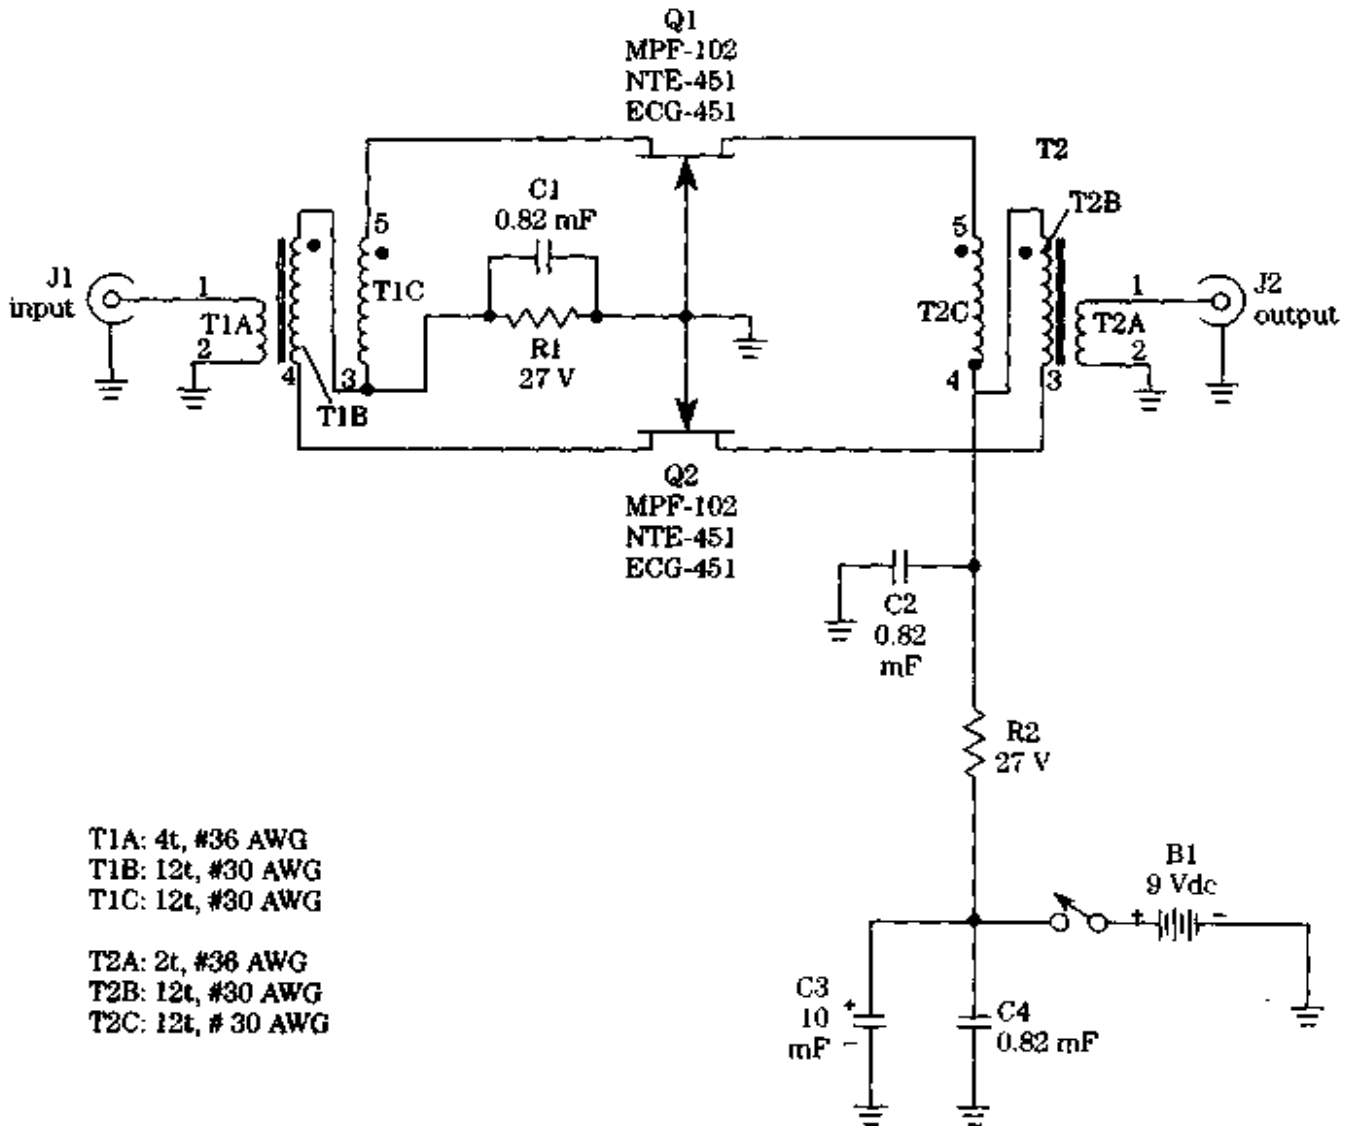 Q1
MPF-102
NTE-451
ECG-451
T2
C1
0.82 mF
T2B
5
5
J1
input
1
T1C
T1A
2
4
3
T1B
R1
27 V
T2C
4
3
1
T2A
2
J2
output
Q2
MPF-102
NTE-451
ECG-451
C2
0.82
mF
R2
27 V
T1A: 4t, #36 AWG
T1B: 12t, #30 AWG
T1C: 12t, #30 AWG
T2A: 2t, #36 AWG
T2B: 12t, #30 AWG
T2C: 12t, # 30 AWG
B1
9 Vdc
+ -
C3
10
mF
+
-
C4
0.82 mF